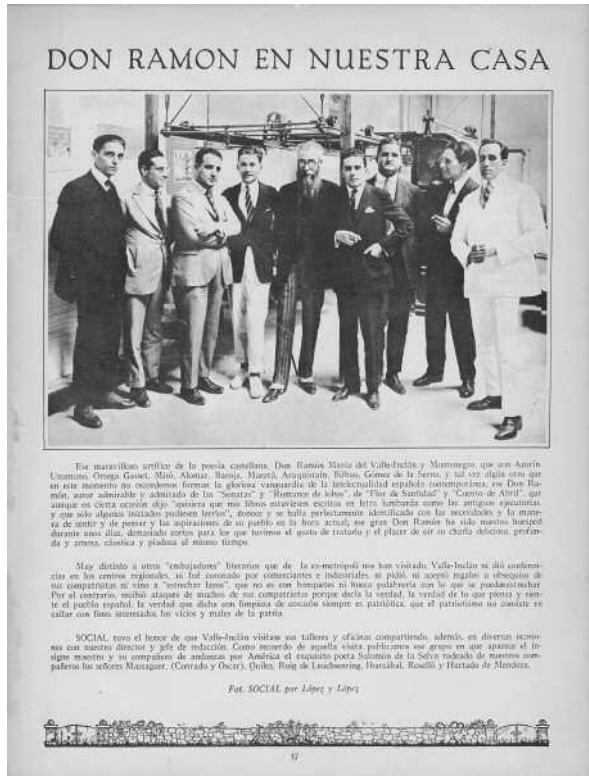 DON RAMON EN NUESTRA CASA
Ese maravilloso artífice de la poesía castellana, Don Ramón María del Valle-Inclán y Montenegro, que con Azorín
Unamuno, Ortega Gasset, Miró, Alomar, Baroja, Maeztú, Araquistain, Bilbao, Gómez de la Serna, y tal vez algún otro que
en este momento no recordemos forman la gloriosa vanguardia de la intelectualidad española contemporánea, ese Don Ra-
món, autor admirable y admirado de las "Sonatas" y "Romance de lobos", de "Flor de Santidad" y "Cuento de Abril", que
aunque en cierta ocasión dijo "quisiera que mis libros estuviesen escritos en letra lombarda como las antiguas ejecutorias
y que sólo algunos iniciados pudiesen leerlos", conoce y se halla perfectamente identificado con las necesidades y la mane-
ra de sentir y de pensar y las aspiraciones de su pueblo en la hora actual; ese gran Don Ramón ha sido nuestro huesped
durante unos días, demasiado cortos para los que tuvimos el gusto de tratarlo y el placer de oir su charla deliciosa, profun-
da y amena, cáustica y piadosa al mismo tiempo.
Muy distinto a otros "embajadores" literarios que de la ex-metrópoli nos han visitado, Valle-Inclán ni dió conferen-
cias en los centros regionales, ni fué coronado por comerciantes e industriales, ni pidió, ni aceptó regalos u obsequios de
sus compatriotas ni vino a "estrechar lazos", que no es con banquetes ni hueca palabrería con lo que se pueden estrechar.
Por el contrario, recibió ataques de muchos de sus compatriotas porque decía la verdad, la verdad de lo que piensa y sien-
te el pueblo español, la verdad que dicha con limpieza de corazón siempre es patriótica, que el patriotismo no consiste en
callar con fines interesados los vicios y males de la patria.
SOCIAL tuvo el honor de que Valle-Inclán visitase sus talleres y oficinas compartiendo, además, en diversas ocasio-
nes con nuestro director y jefe de redacción. Como recuerdo de aquella visita publicamos ese grupo en que aparece el in-
signe maestro y su compañero de andanzas por América el exquisito poeta Salomón de la Selva rodeado de nuestros com-
pañeros los señores Massaguer, (Conrado y Oscar), Quílez, Roig de Leuchsenring, Ibarzábal, Roselló y Hurtado de Mendoza.
Fot. SOCIAL por López y López